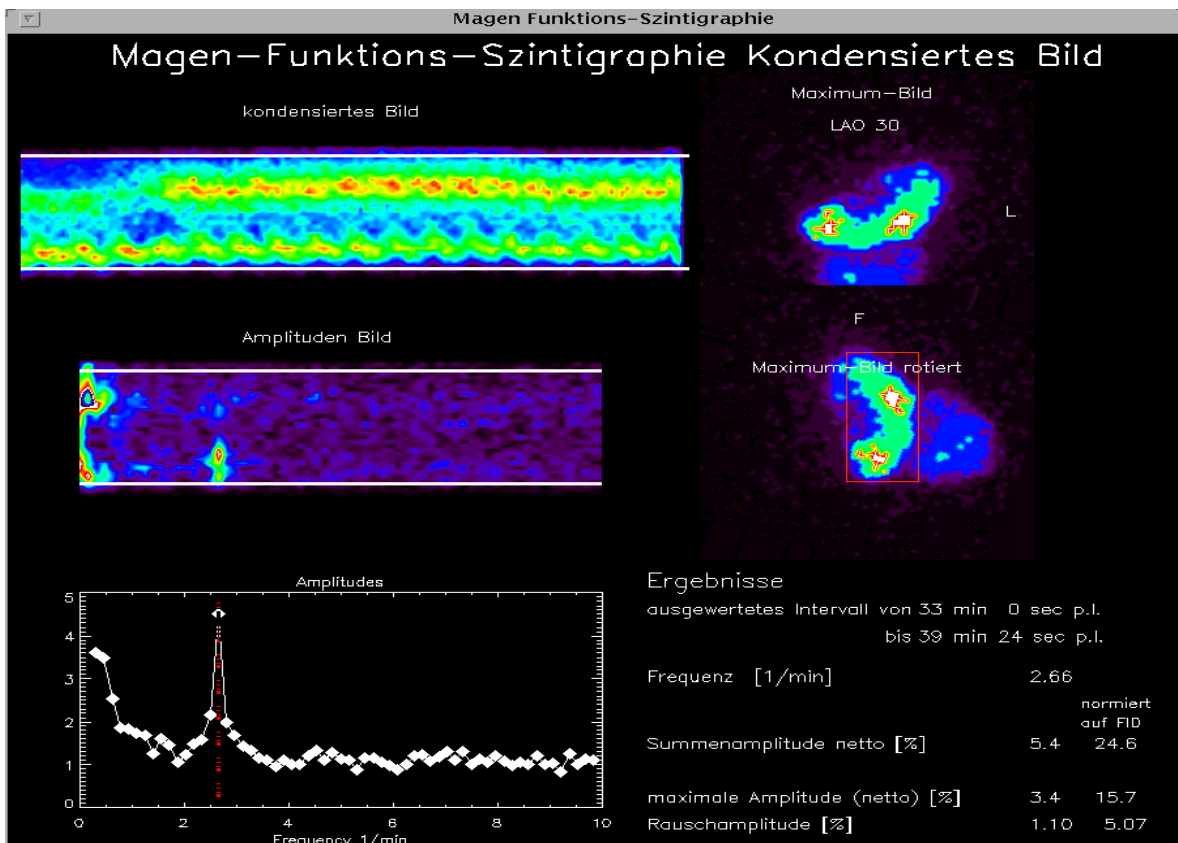 Magen Funktions-Szintigraphie
Magen-Funktions-Szintigraphie Kondensiertes Bild
kondensiertes Bild
Maximum-Bild
LAO 30
F
L
Amplituden Bild
F
Maximum-Bild rotiert
Amplitudes
5
4
3
2
1
0
0 2 4 6 8 10
Frequency 1/min
Ergebnisse
ausgewertetes Intervall von 33 min 0 sec p.i.
bis 39 min 24 sec p.i.
Frequenz [1/min] 2.66
normiert
auf FID
Summenamplitude netto [%] 5.4 24.6
maximale Amplitude (netto) [%] 3.4 15.7
Rauschamplitude [%] 1.10 5.07